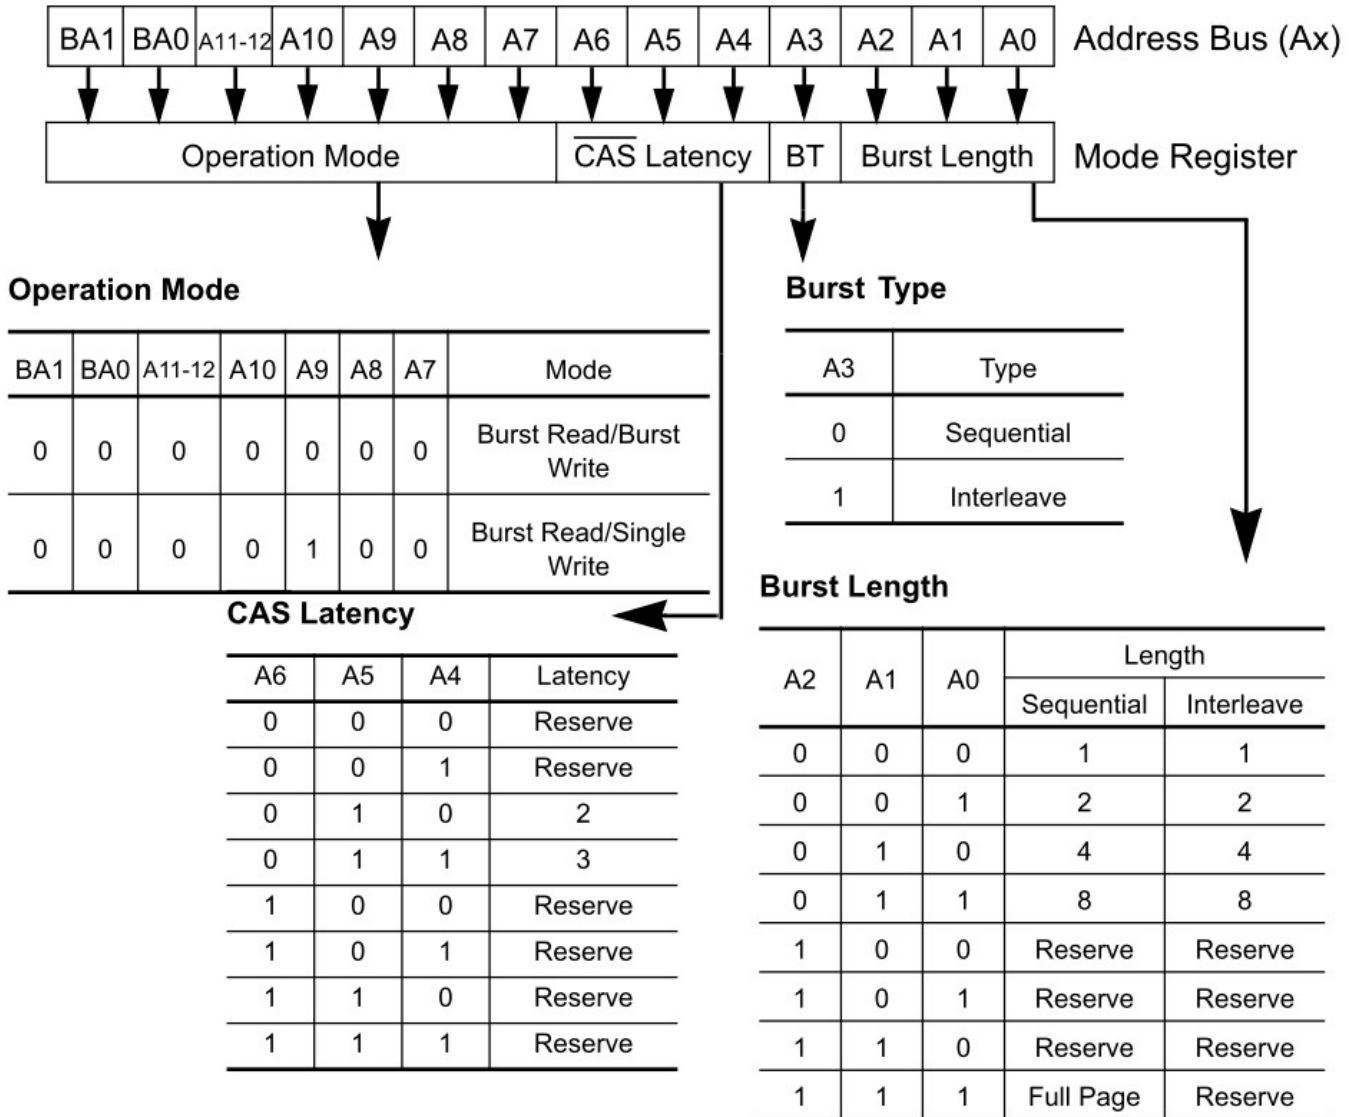 BA1 BA0 A11-12 A10 A9 A8 A7 A6 A5 A4 A3 A2 A1 A0 Address Bus (Ax)
Operation Mode CAS Latency BT Burst Length Mode Register
Operation Mode
BA1 BA0 A11-12 A10 A9 A8 A7 Mode
0 0 0 0 0 0 0 Burst Read/Burst
Write
0 0 0 0 1 0 0 Burst Read/Single
Write
Burst Type
A3 Type
0 Sequential
1 Interleave
CAS Latency
A6 A5 A4 Latency
0 0 0 Reserve
0 0 1 Reserve
0 1 0 2
0 1 1 3
1 0 0 Reserve
1 0 1 Reserve
1 1 0 Reserve
1 1 1 Reserve
Burst Length
A2 A1 A0 Length
Sequential Interleave
0 0 0 1 1
0 0 1 2 2
0 1 0 4 4
0 1 1 8 8
1 0 0 Reserve Reserve
1 0 1 Reserve Reserve
1 1 0 Reserve Reserve
1 1 1 Full Page Reserve